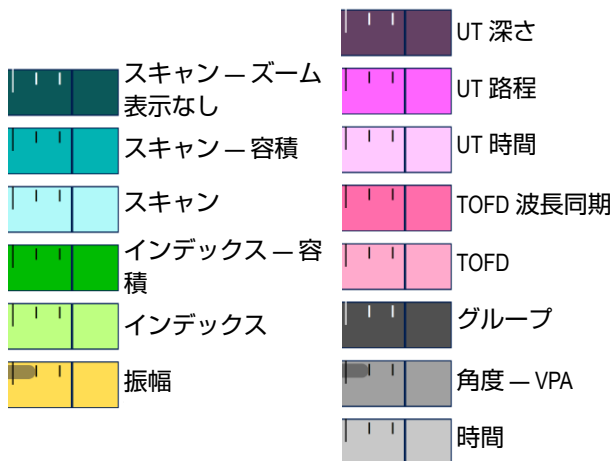 スキャン — ズーム
表示なし
スキャン — 容積
スキャン
インデックス — 容
積
インデックス
振幅
UT 深さ
UT 路程
UT 時間
TOFD 波長同期
TOFD
グループ
角度 — VPA
時間